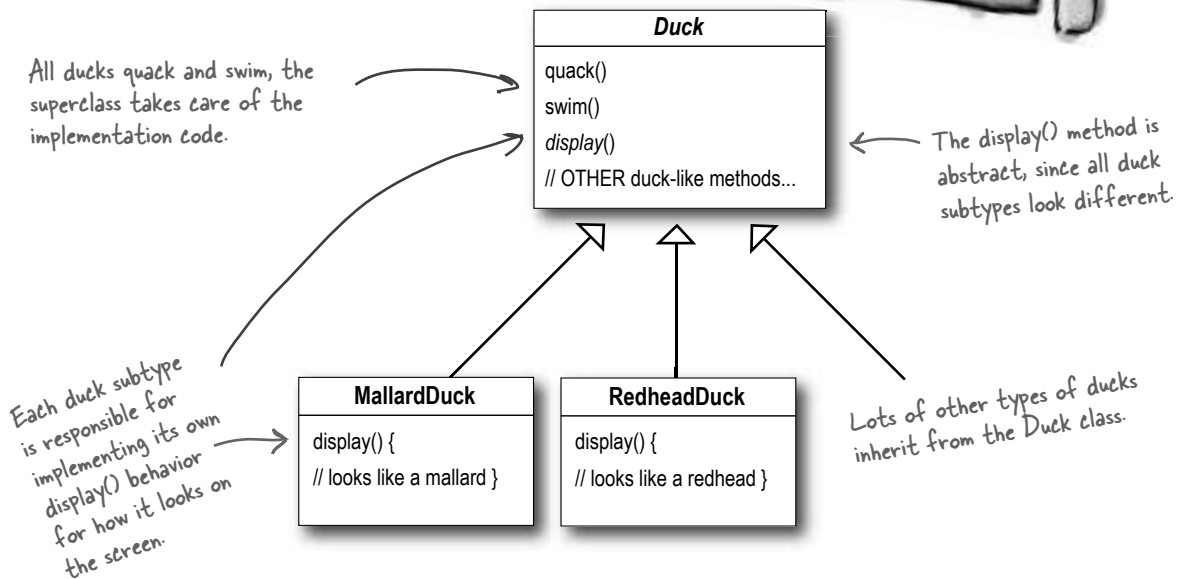 Duck
quack()
swim()
display()
// OTHER duck-like methods...
All ducks quack and swim, the
superclass takes care of the
implementation code.
The display() method is
abstract, since all duck
subtypes look different.
Each duck subtype
is responsible for
implementing its own
display() behavior
for how it looks on
the screen.
MallardDuck
display() {
// looks like a mallard }
RedheadDuck
display() {
// looks like a redhead }
Lots of other types of ducks
inherit from the Duck class.